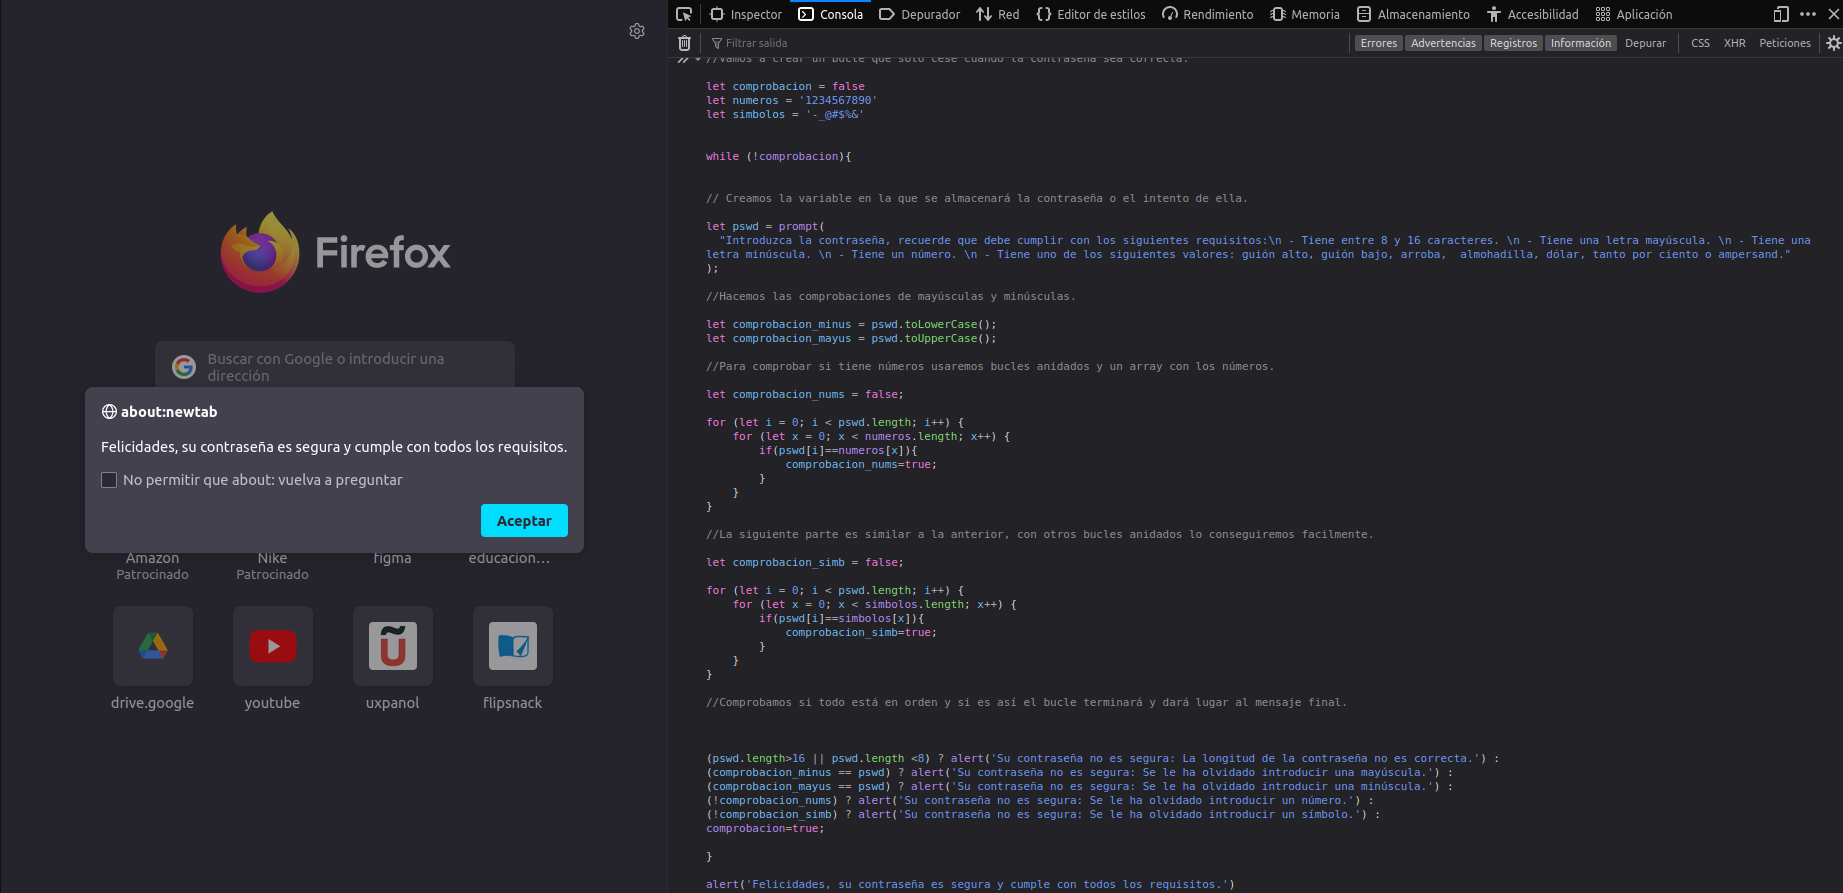 Inspector
Consola
Depurador
Red
Editor de estilos
Rendimiento
Memoria
Almacenamiento
Accesibilidad
Aplicación
Filtrar salida
Errores
Advertencias
Registros
Información
Depurar
CSS
XHR
Peticiones
Firefox
Buscar con Google o introducir una
dirección
about:newtab
Felicidades, su contraseña es segura y cumple con todos los requisitos.
No permitir que about: vuelva a preguntar
Aceptar
Amazon
Patrocinado
Nike
Patrocinado
figma
educacion…
drive.google
youtube
uxpanol
flipsnack
//Vamos a crear un bucle que solo cese cuando la contraseña sea correcta.
let comprobacion = false
let numeros = '1234567890'
let simbolos = '-_@#$%&'
while (!comprobacion){
// Creamos la variable en la que se almacenará la contraseña o el intento de ella.
let pswd = prompt(
"Introduzca la contraseña, recuerde que debe cumplir con los siguientes requisitos:\n - Tiene entre 8 y 16 caracteres. \n - Tiene una letra mayúscula. \n - Tiene una
letra minúscula. \n - Tiene un número. \n - Tiene uno de los siguientes valores: guión alto, guión bajo, arroba,  almohadilla, dólar, tanto por ciento o ampersand."
);
//Hacemos las comprobaciones de mayúsculas y minúsculas.
let comprobacion_minus = pswd.toLowerCase();
let comprobacion_mayus = pswd.toUpperCase();
//Para comprobar si tiene números usaremos bucles anidados y un array con los números.
let comprobacion_nums = false;
for (let i = 0; i < pswd.length; i++) {
for (let x = 0; x < numeros.length; x++) {
if(pswd[i]==numeros[x]){
comprobacion_nums=true;
}
}
}
//La siguiente parte es similar a la anterior, con otros bucles anidados lo conseguiremos facilmente.
let comprobacion_simb = false;
for (let i = 0; i < pswd.length; i++) {
for (let x = 0; x < simbolos.length; x++) {
if(pswd[i]==simbolos[x]){
comprobacion_simb=true;
}
}
}
//Comprobamos si todo está en orden y si es así el bucle terminará y dará lugar al mensaje final.
(pswd.length>16 || pswd.length <8) ? alert('Su contraseña no es segura: La longitud de la contraseña no es correcta.') :
(comprobacion_minus == pswd) ? alert('Su contraseña no es segura: Se le ha olvidado introducir una mayúscula.') :
(comprobacion_mayus == pswd) ? alert('Su contraseña no es segura: Se le ha olvidado introducir una minúscula.') :
(!comprobacion_nums) ? alert('Su contraseña no es segura: Se le ha olvidado introducir un número.') :
(!comprobacion_simb) ? alert('Su contraseña no es segura: Se le ha olvidado introducir un símbolo.') :
comprobacion=true;
}
alert('Felicidades, su contraseña es segura y cumple con todos los requisitos.')